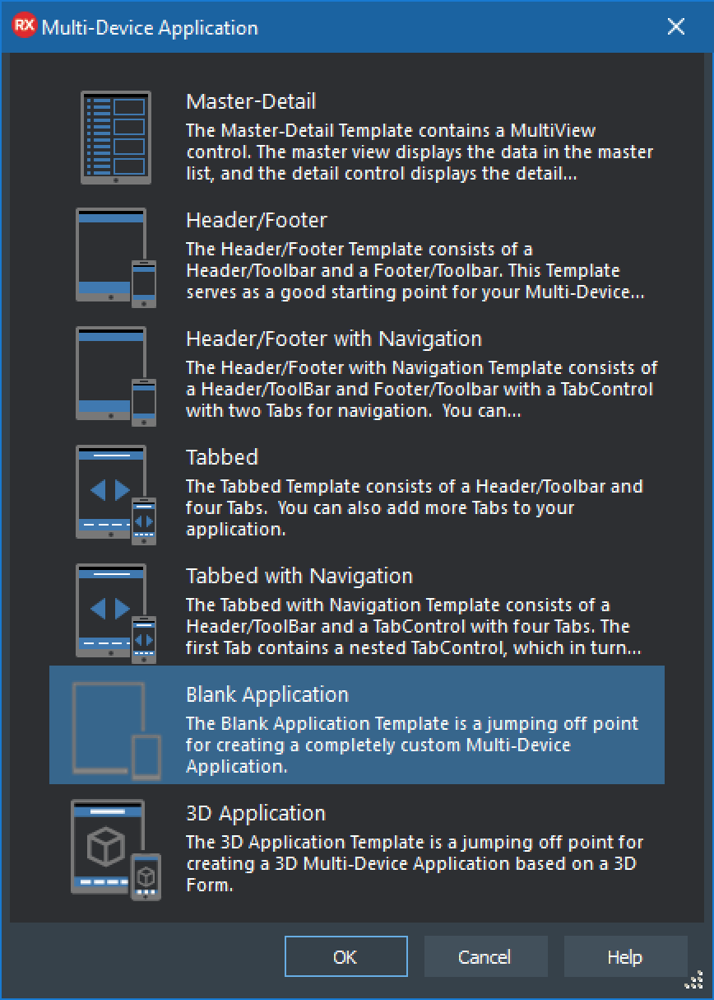 RX Multi-Device Application
Master-Detail
The Master-Detail Template contains a MultiView
control. The master view displays the data in the master
list, and the detail control displays the detail...
Header/Footer
The Header/Footer Template consists of a
Header/Toolbar and a Footer/Toolbar. This Template
serves as a good starting point for your Multi-Device...
Header/Footer with Navigation
The Header/Footer with Navigation Template consists of
a Header/ToolBar and Footer/Toolbar with a TabControl
with two Tabs for navigation.  You can...
Tabbed
The Tabbed Template consists of a Header/Toolbar and
four Tabs.  You can also add more Tabs to your
application.
Tabbed with Navigation
The Tabbed with Navigation Template consists of a
Header/ToolBar and a TabControl with four Tabs. The
first Tab contains a nested TabControl, which in turn...
Blank Application
The Blank Application Template is a jumping off point
for creating a completely custom Multi-Device
Application.
3D Application
The 3D Application Template is a jumping off point for
creating a 3D Multi-Device Application based on a 3D
Form.
OK Cancel Help